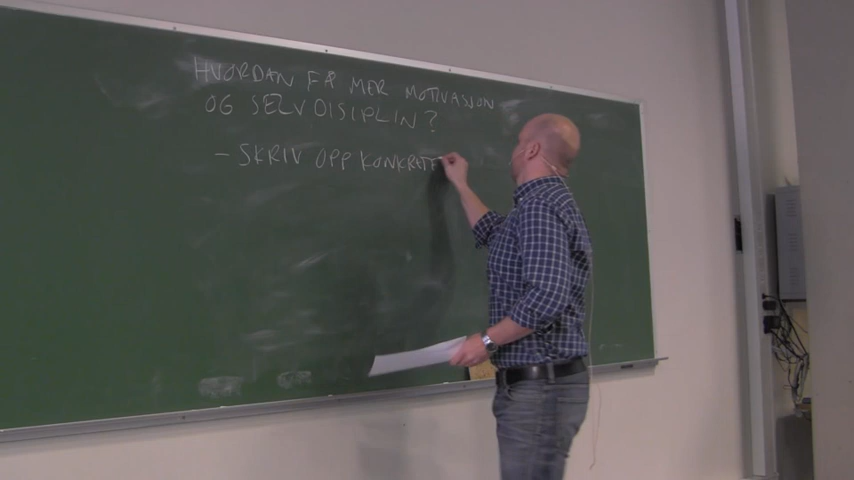 HVORDAN FÅ MER MOTIVASJON
OG SELVDISIPLIN?
- SKRIV OPP KONKRETE